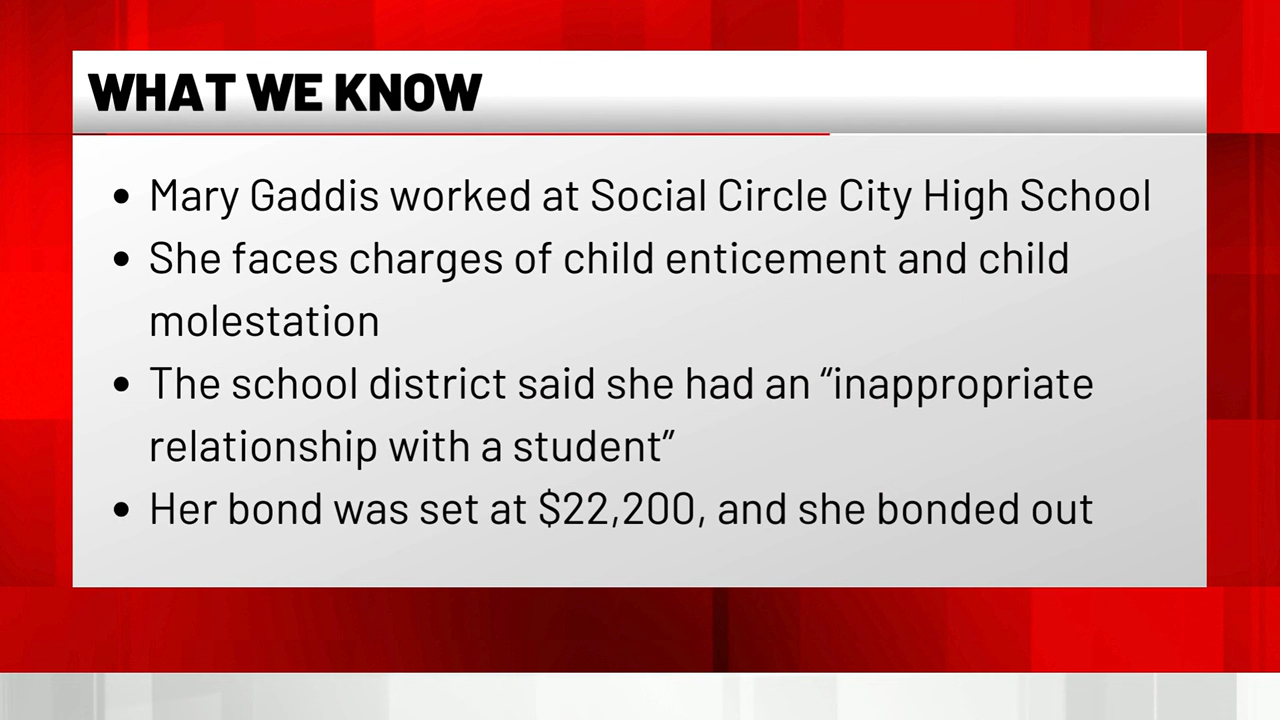 WHAT WE KNOW
• Mary Gaddis worked at Social Circle City High School
• She faces charges of child enticement and child
molestation
• The school district said she had an “inappropriate
relationship with a student”
• Her bond was set at $22,200, and she bonded out